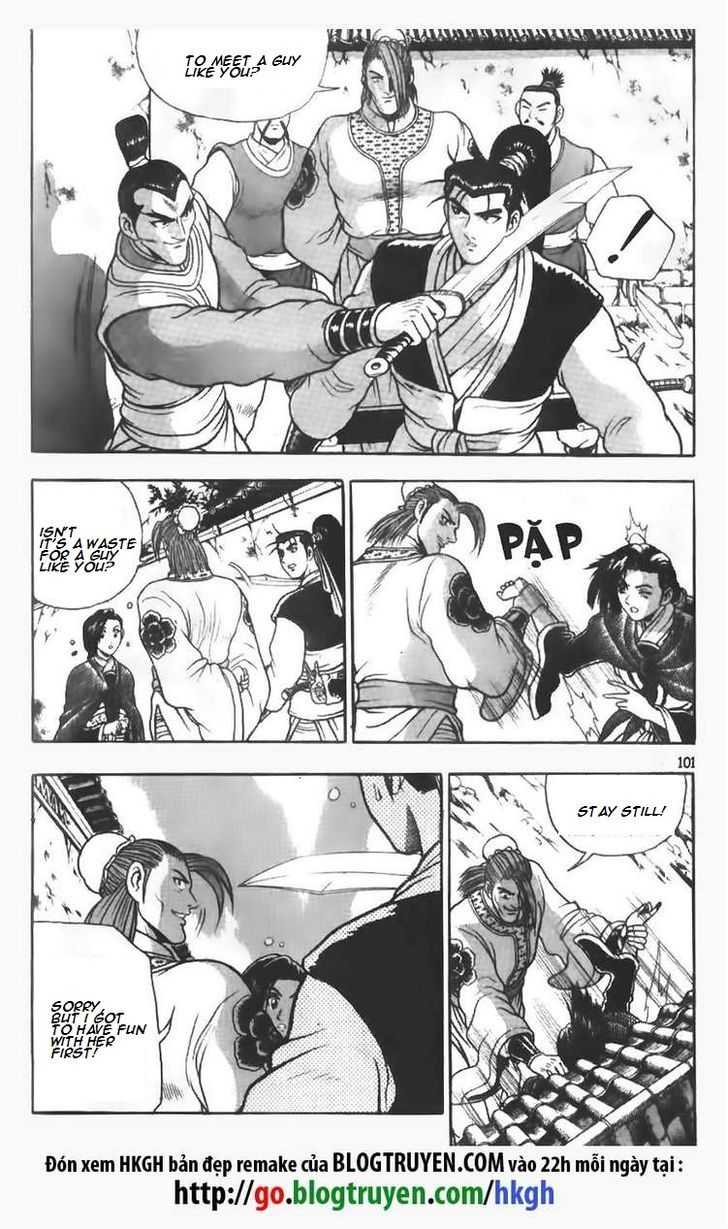 TO MEET A GUY
LIKE YOU?
!
ISN'T
IT'S A WASTE
FOR A GUY
LIKE YOU?
PẶP
101
SORRY,
BUT I GOT
TO HAVE FUN
WITH HER
FIRST!
STAY STILL!
Đón xem HKGH bản đẹp remake của BLOGTRUYEN.COM vào 22h mỗi ngày tại :
http://go.blogtruyen.com/hkgh